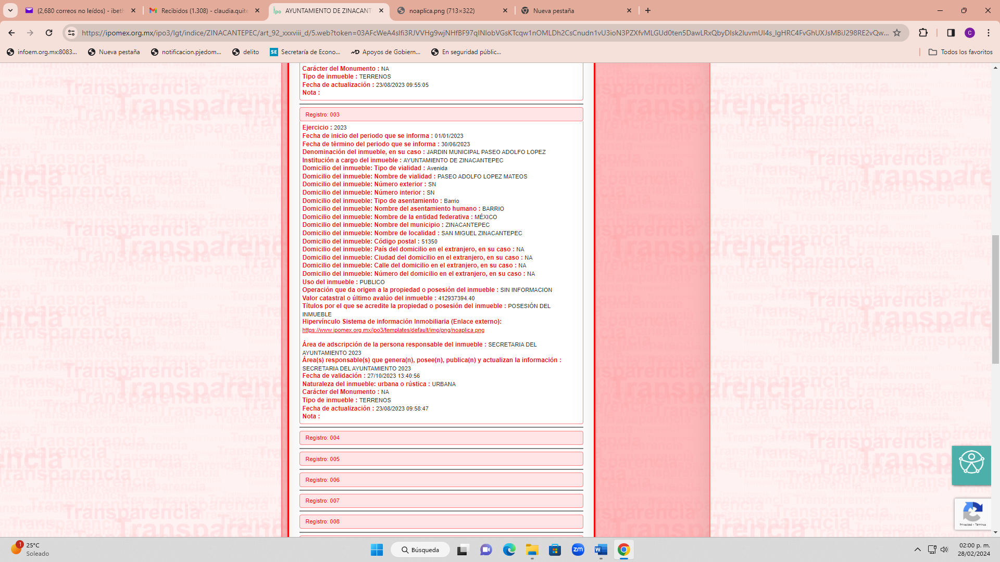 (2,680 correos no leídos) - ibeth
Recibidos (1.308) - claudia.quite
AYUNTAMIENTO DE ZINACANT
noaplica.png (713×322)
Nueva pestaña
infoem.org.mx:8083...
Nueva pestaña
notificacion.pjedom...
delito
SE
Secretaría de Econo...
Apoyos de Gobiern...
En seguridad públic...
Todos los favoritos
Carácter del Monumento : NA
Tipo de inmueble : TERRENOS
Fecha de actualización : 23/08/2023 09:55:05
Nota :
Registro: 003
Ejercicio : 2023
Fecha de inicio del periodo que se informa : 01/01/2023
Fecha de término del periodo que se informa : 30/06/2023
Denominación del inmueble, en su caso : JARDIN MUNICIPAL PASEO ADOLFO LOPEZ
Institución a cargo del inmueble : AYUNTAMIENTO DE ZINACANTEPEC
Domicilio del inmueble: Tipo de vialidad : Avenida
Domicilio del inmueble: Nombre de vialidad : PASEO ADOLFO LOPEZ MATEOS
Domicilio del inmueble: Número exterior : SN
Domicilio del inmueble: Número interior : SN
Domicilio del inmueble: Tipo de asentamiento : Barrio
Domicilio del inmueble: Nombre del asentamiento humano : BARRIO
Domicilio del inmueble: Nombre de la entidad federativa : MÉXICO
Domicilio del inmueble: Nombre del municipio : ZINACANTEPEC
Domicilio del inmueble: Nombre de localidad : SAN MIGUEL ZINACANTEPEC
Domicilio del inmueble: Código postal : 51350
Domicilio del inmueble: País del domicilio en el extranjero, en su caso : NA
Domicilio del inmueble: Ciudad del domicilio en el extranjero, en su caso : NA
Domicilio del inmueble: Calle del domicilio en el extranjero, en su caso : NA
Domicilio del inmueble: Número del domicilio en el extranjero, en su caso : NA
Uso del inmueble : PUBLICO
Operación que da origen a la propiedad o posesión del inmueble : SIN INFORMACION
Valor catastral o último avalúo del inmueble : 412937394.40
Títulos por el que se acredite la propiedad o posesión del inmueble : POSESIÓN DEL
INMUEBLE
Hipervínculo Sistema de información Inmobiliaria (Enlace externo):
https://www.ipomex.org.mx/ipo3/templates/default/img/png/noaplica.png
Área de adscripción de la persona responsable del inmueble : SECRETARIA DEL
AYUNTAMIENTO 2023
Área(s) responsable(s) que genera(n), posee(n), publica(n) y actualizan la información :
SECRETARIA DEL AYUNTAMIENTO 2023
Fecha de validación : 27/10/2023 13:40:56
Naturaleza del inmueble: urbana o rústica : URBANA
Carácter del Monumento : NA
Tipo de inmueble : TERRENOS
Fecha de actualización : 23/08/2023 09:58:47
Nota :
Registro: 004
Registro: 005
Registro: 006
Registro: 007
Registro: 008
Privacidad - Términos
25°C
Soleado
Búsqueda
02:00 p. m.
28/02/2024